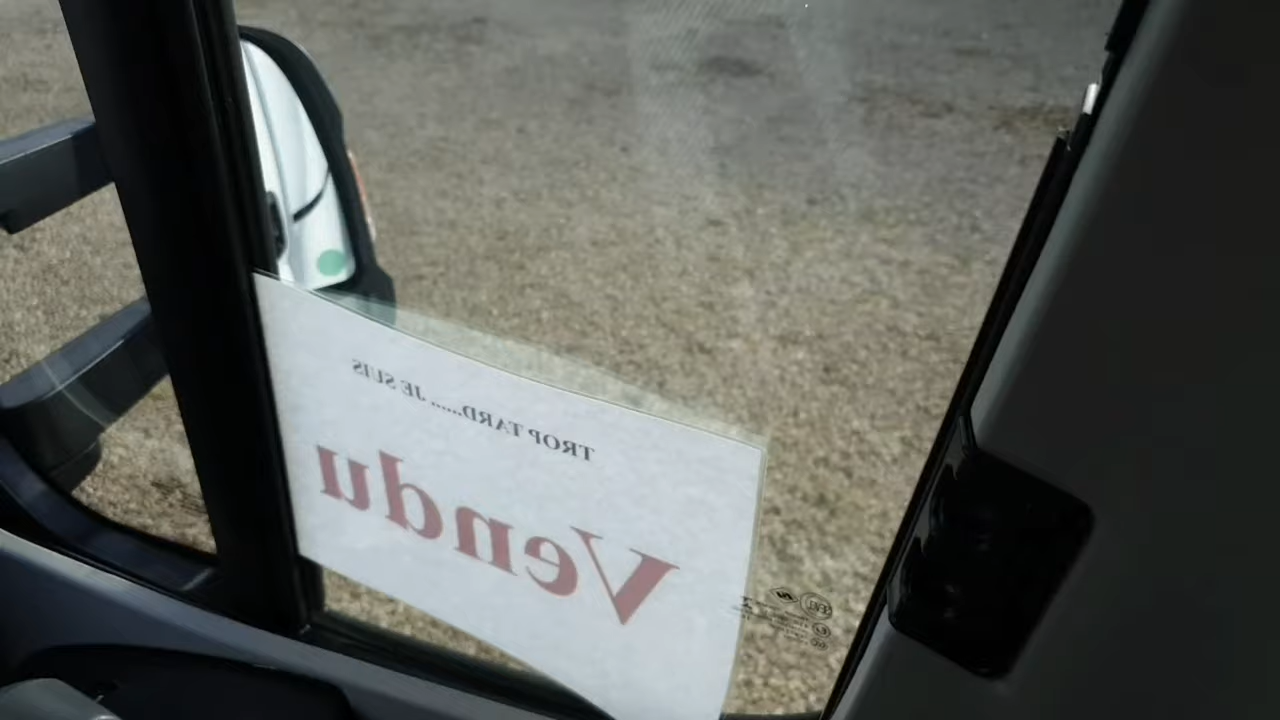 TROP TARD...... JE SUIS
Vendu